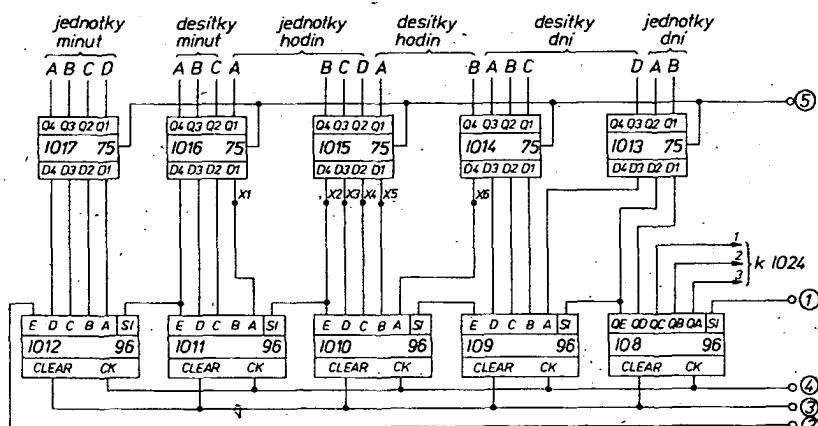 jednotky minut
desítky minut
jednotky hodin
desítky hodin
desítky dní
jednotky dní
A B C D
A B C A
B C D A
B A B C
D A B
5
Q4 Q3 Q2 Q1
Q4 Q3 Q2 Q1
Q4 Q3 Q2 Q1
Q4 Q3 Q2 Q1
Q4 Q3 Q2 Q1
IO17 75
IO16 75
IO15 75
IO14 75
IO13 75
D4 D3 D2 D1
D4 D3 D2 D1
D4 D3 D2 D1
D4 D3 D2 D1
D4 D3 D2 D1
X1
X2 X3 X4 X5
X6
1
2
3
k IO24
1
E D C B A SI
E D C B A SI
E D C B A SI
E D C B A SI
QE QD QC QB QA SI
IO12 96
IO11 96
IO10 96
IO9 96
IO8 96
CLEAR CK
CLEAR CK
CLEAR CK
CLEAR CK
CLEAR CK
4
3
2